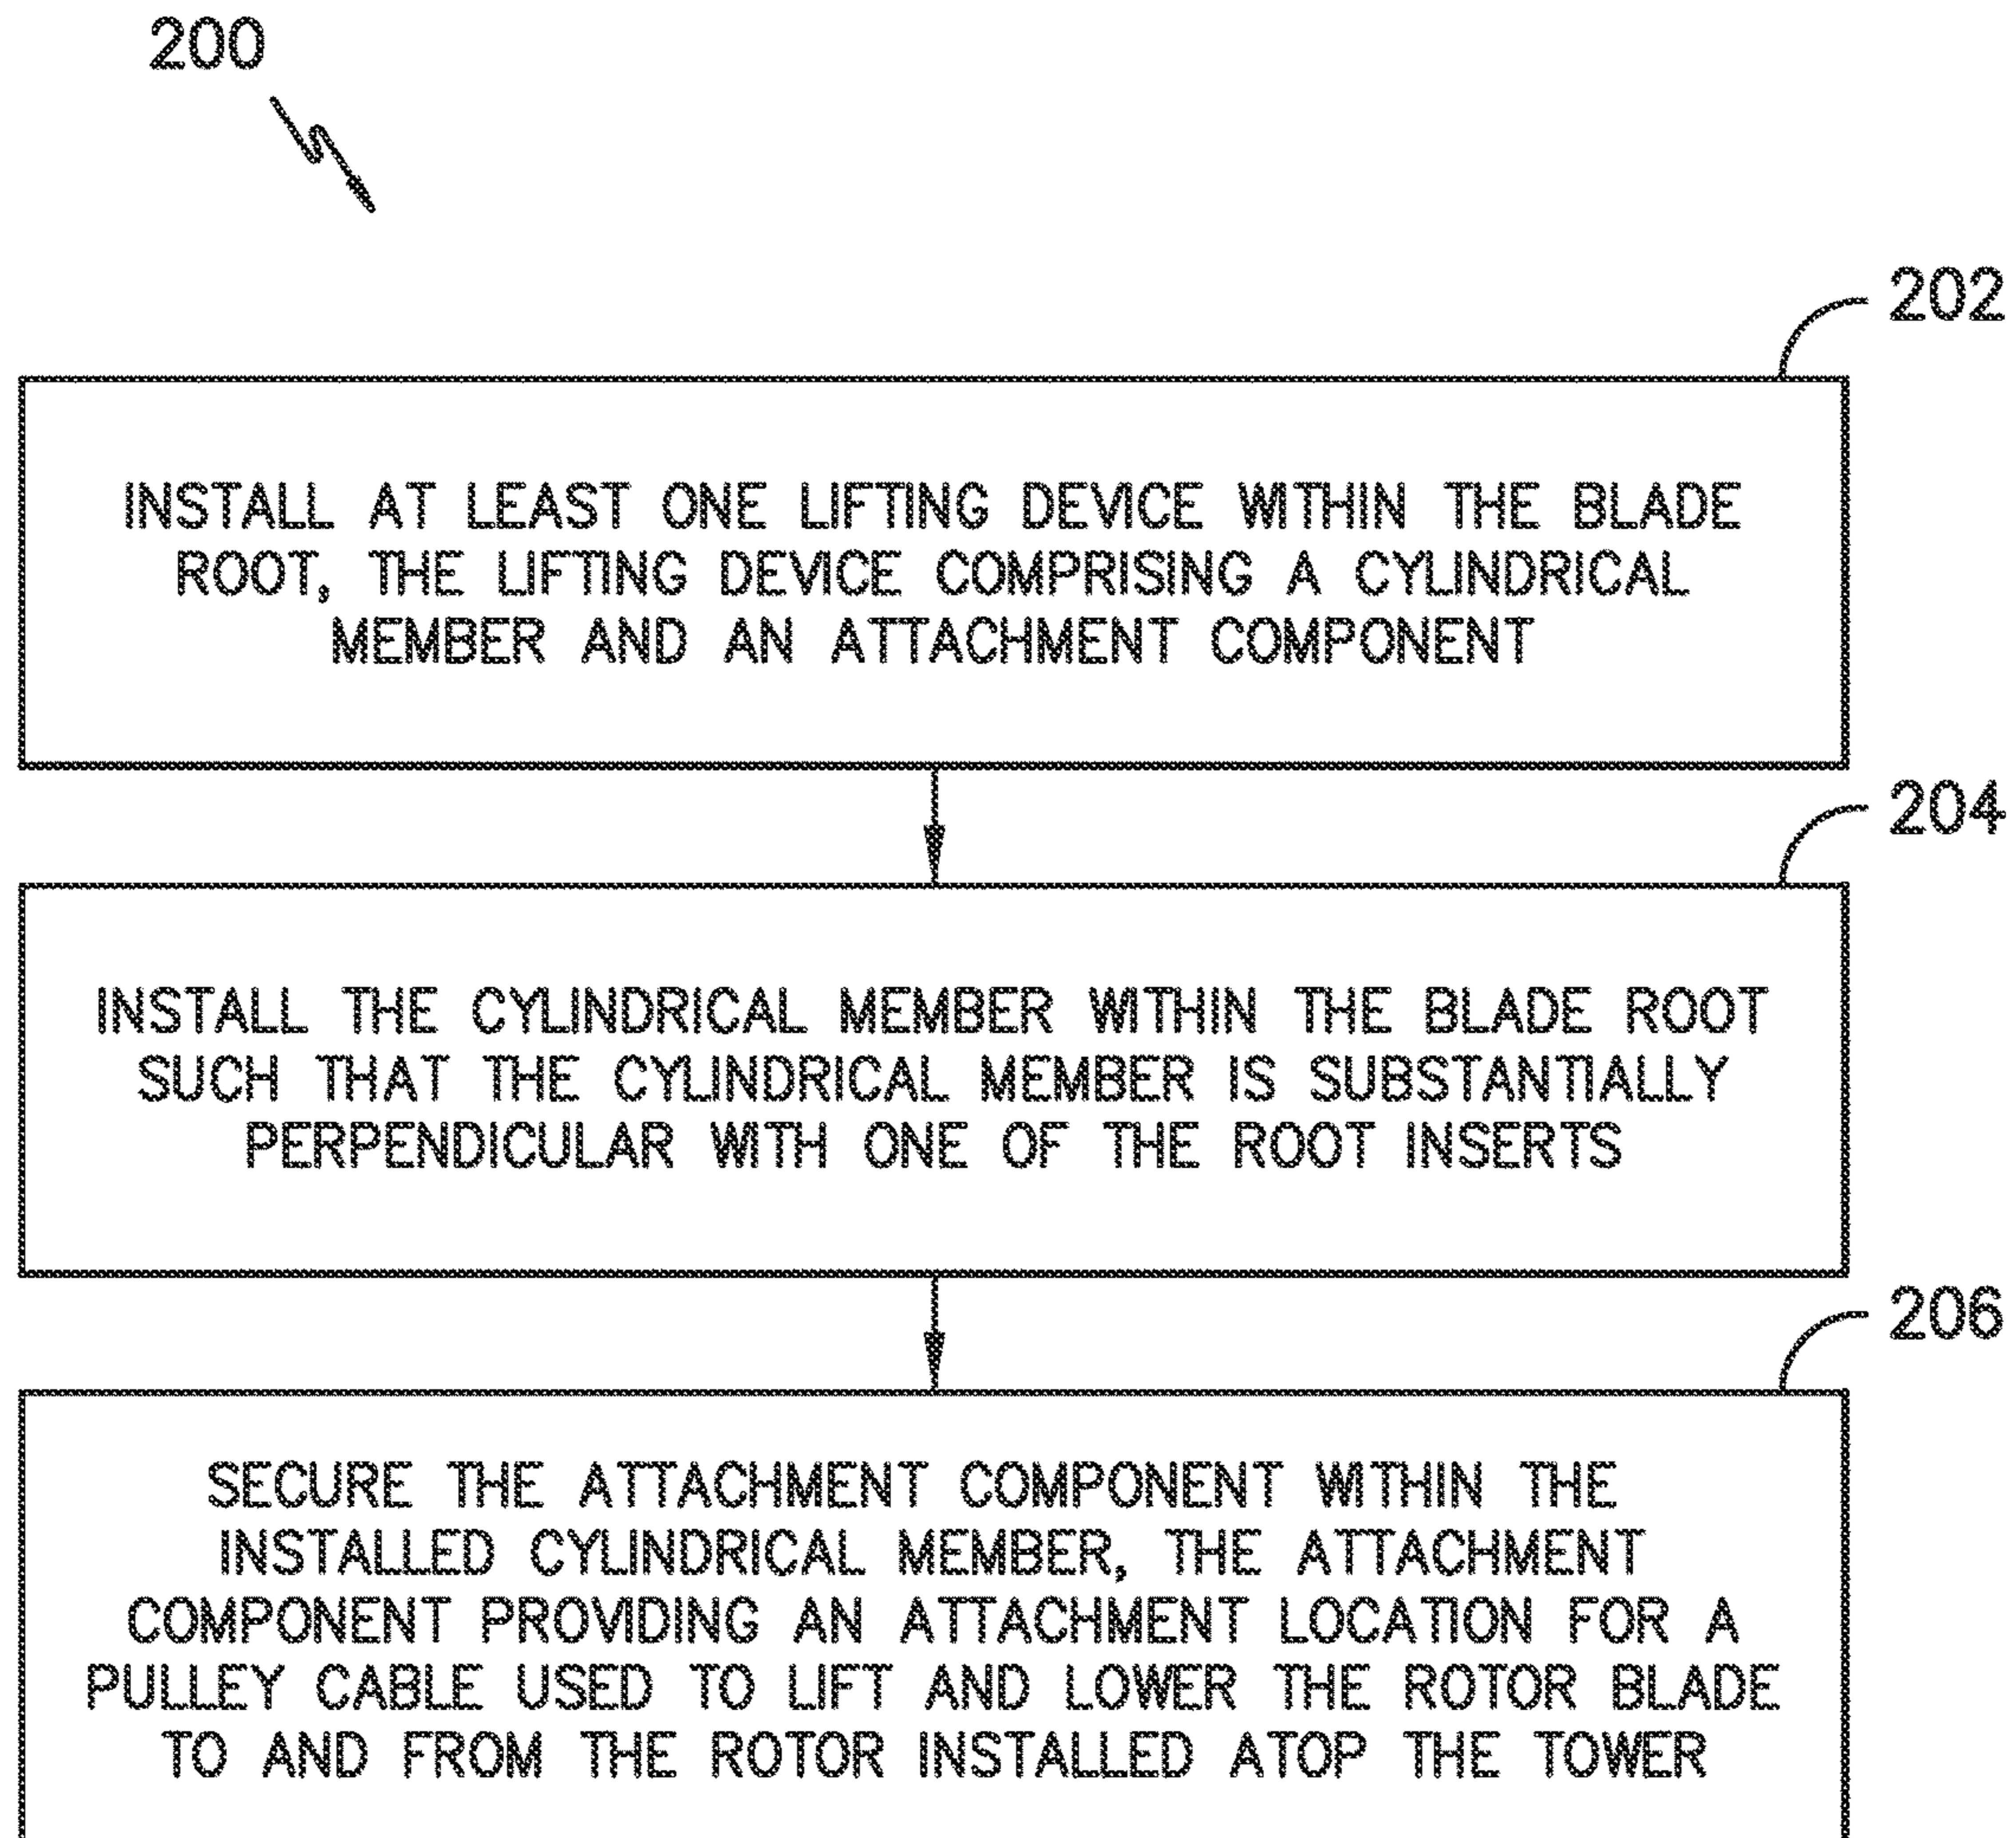 200
202
INSTALL AT LEAST ONE LIFTING DEVICE WITHIN THE BLADE
ROOT, THE LIFTING DEVICE COMPRISING A CYLINDRICAL
MEMBER AND AN ATTACHMENT COMPONENT
204
INSTALL THE CYLINDRICAL MEMBER WITHIN THE BLADE ROOT
SUCH THAT THE CYLINDRICAL MEMBER IS SUBSTANTIALLY
PERPENDICULAR WITH ONE OF THE ROOT INSERTS
206
SECURE THE ATTACHMENT COMPONENT WITHIN THE
INSTALLED CYLINDRICAL MEMBER, THE ATTACHMENT
COMPONENT PROVIDING AN ATTACHMENT LOCATION FOR A
PULLEY CABLE USED TO LIFT AND LOWER THE ROTOR BLADE
TO AND FROM THE ROTOR INSTALLED ATOP THE TOWER